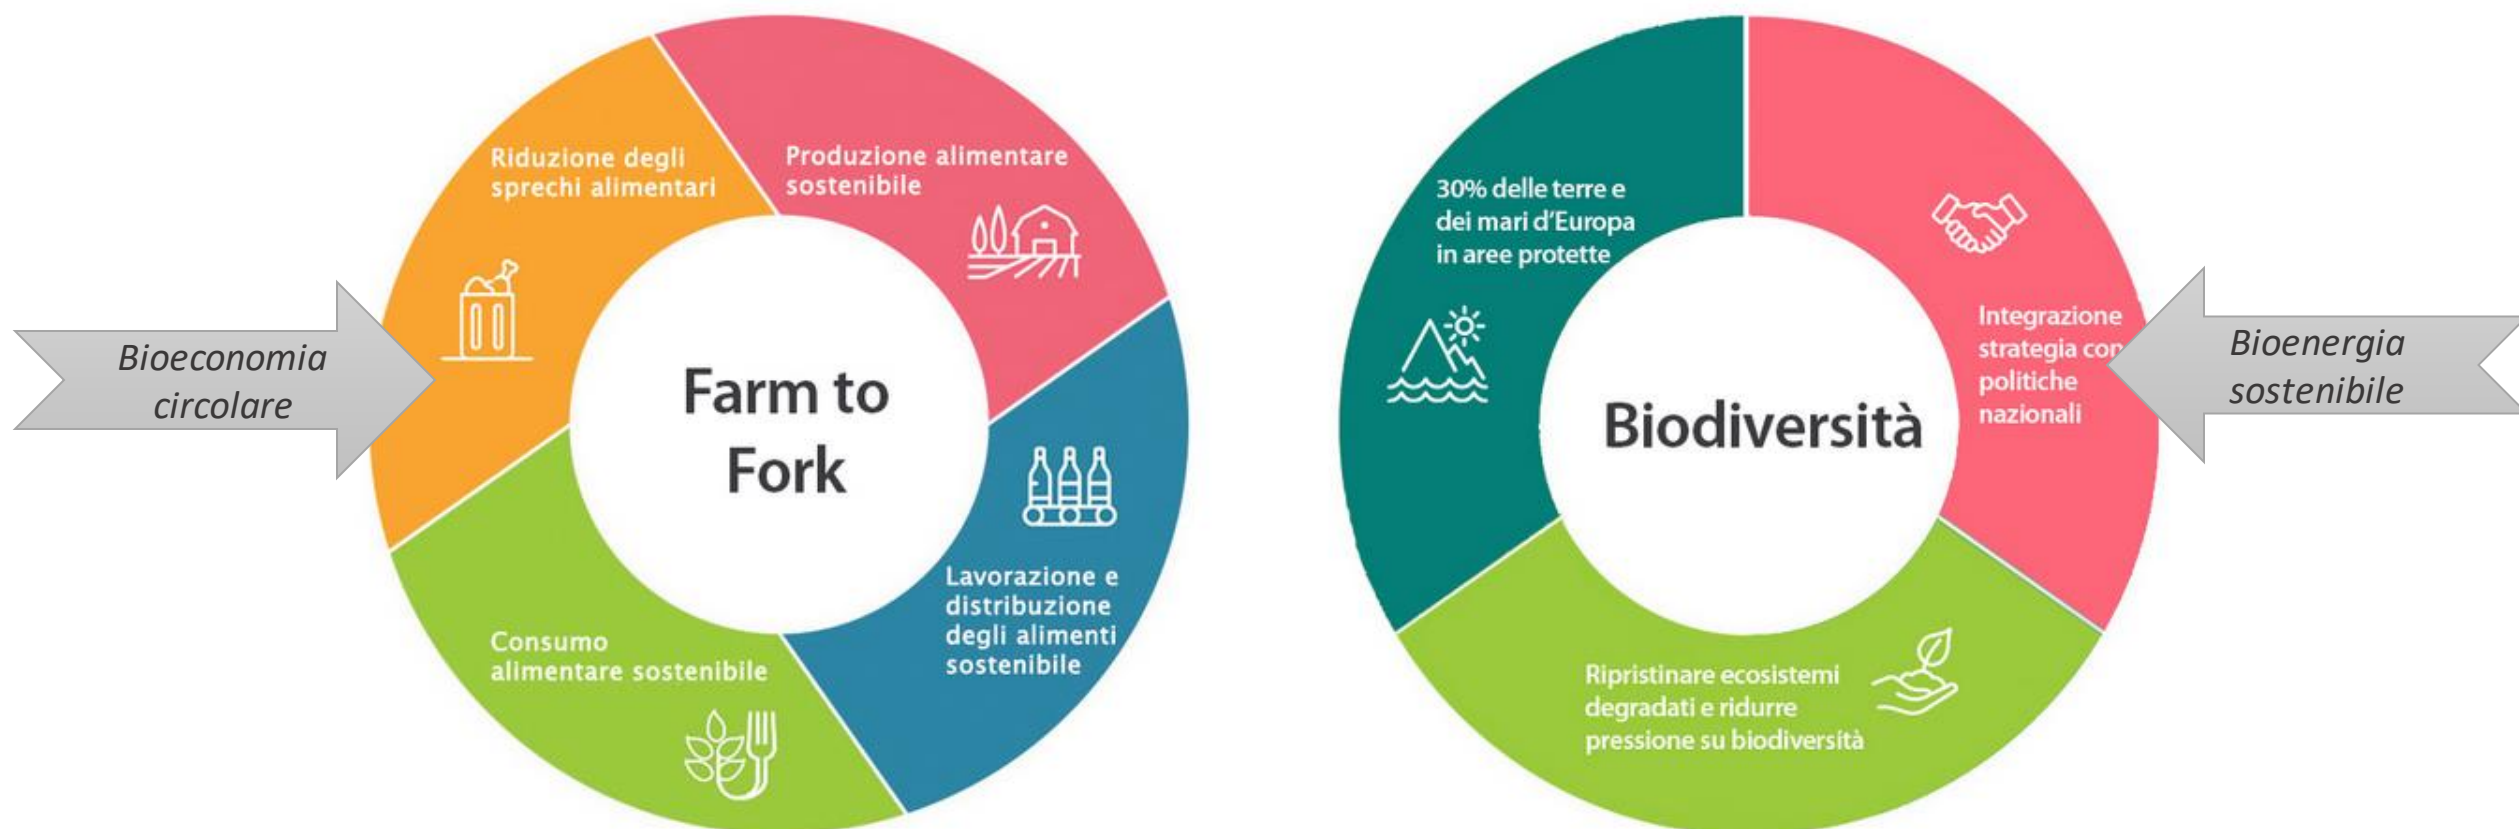 Bioeconomia
circolare
Riduzione degli
sprechi alimentari
Produzione alimentare
sostenibile
Farm to
Fork
Lavorazione e
distribuzione
degli alimenti
sostenibile
Consumo
alimentare sostenibile
30% delle terre e
dei mari d'Europa
in aree protette
Integrazione
strategia con
politiche
nazionali
Biodiversità
Ripristinare ecosistemi
degradati e ridurre
pressione su biodiversità
Bioenergia
sostenibile